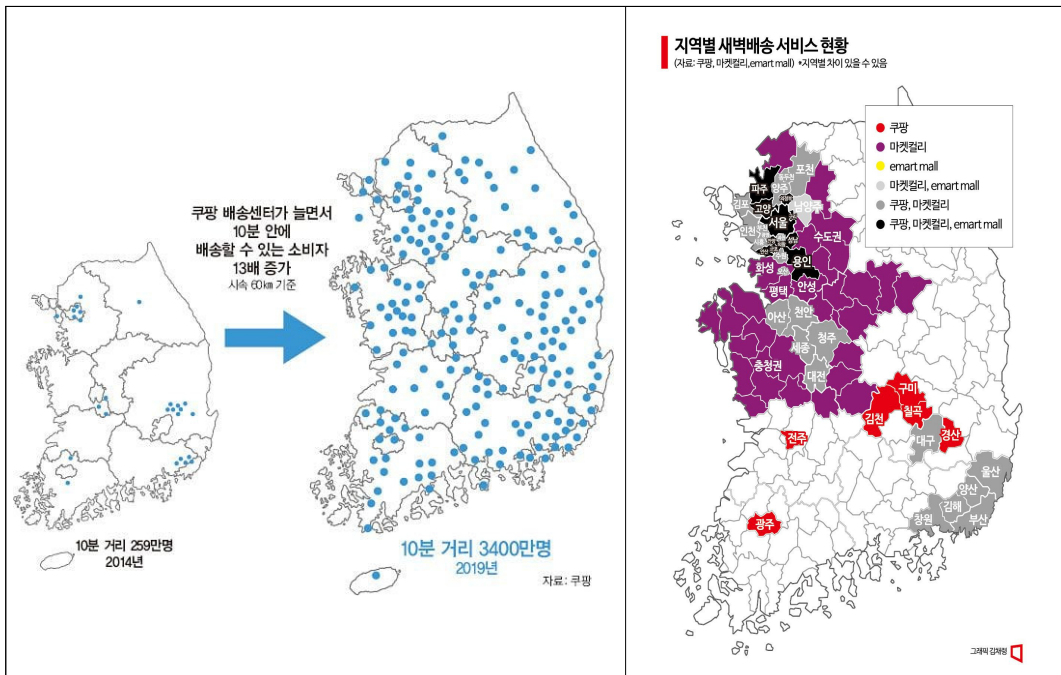 쿠팡 배송센터가 늘면서
10분 안에
배송할 수 있는 소비자
13배 증가
시속 60㎞ 기준
10분 거리 259만명
2014년
10분 거리 3400만명
2019년
자료 : 쿠팡
지역별 새벽배송 서비스 현황
(자료: 쿠팡, 마켓컬리,emart mall) *지역별 차이 있을 수 있음
쿠팡
마켓컬리
emart mall
마켓컬리, emart mall
쿠팡, 마켓컬리
쿠팡, 마켓컬리, emart mall
포천
파주
양주
고양
김포
남양주
서울
인천
수도권
용인
화성
평택
안성
아산
천안
세종
청주
충청권
대전
구미
김천
칠곡
전주
대구
경산
울산
양산
창원
김해
부산
광주
그래픽 김채형